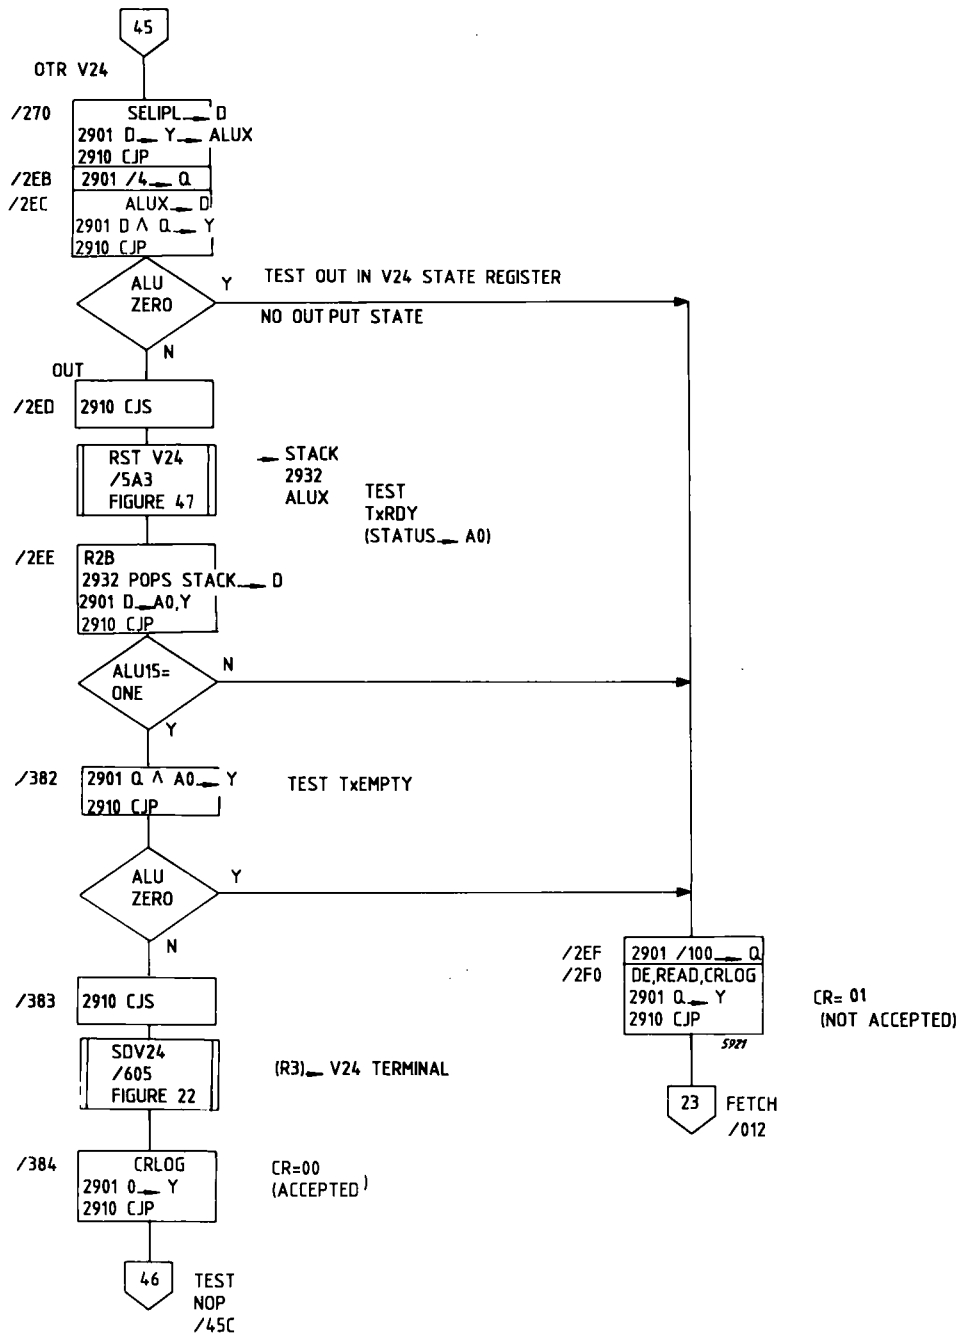 45
OTR V24
/270
SELIPL → D
2901 D → Y → ALUX
2910 CJP
/2EB
2901 /4 → Q
/2EC
ALUX → D
2901 D ∧ Q → Y
2910 CJP
ALU
ZERO
Y
TEST OUT IN V24 STATE REGISTER
NO OUTPUT STATE
N
OUT
/2ED
2910 CJS
RST V24
/5A3
FIGURE 47
→ STACK
2932
ALUX
TEST
TxRDY
(STATUS → A0)
/2EE
R2B
2932 POPS STACK → D
2901 D → A0,Y
2910 CJP
ALU15=
ONE
N
Y
/382
2901 Q ∧ A0 → Y
2910 CJP
TEST TxEMPTY
ALU
ZERO
Y
N
/2EF
2901 /100 → Q
/2F0
DE,READ,CRLOG
2901 Q → Y
2910 CJP
CR= 01
(NOT ACCEPTED)
5921
23
FETCH
/012
/383
2910 CJS
SDV24
/605
FIGURE 22
(R3) → V24 TERMINAL
/384
CRLOG
2901 0 → Y
2910 CJP
CR=00
(ACCEPTED)
46
TEST
NOP
/45C